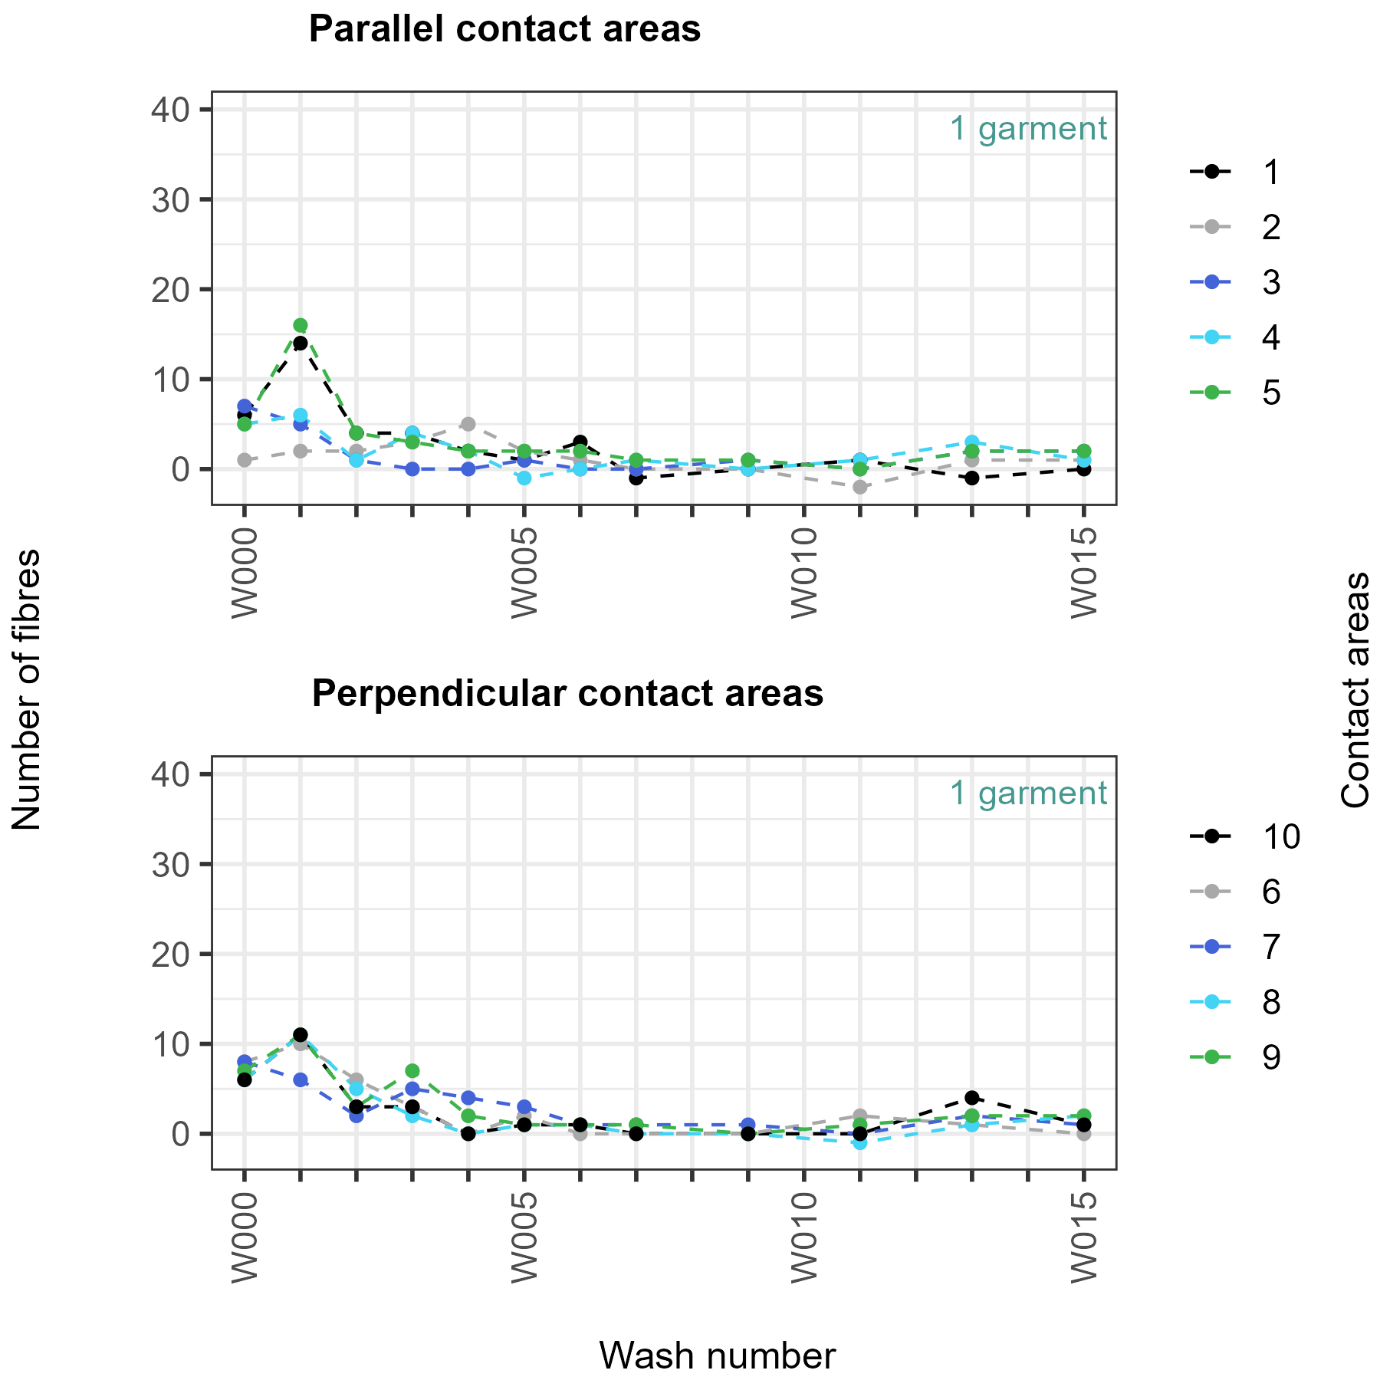 Parallel contact areas
40
30
20
10
0
1 garment
W000
W005
W010
W015
1
2
3
4
5
Number of fibres
Contact areas
Perpendicular contact areas
40
30
20
10
0
1 garment
W000
W005
W010
W015
10
6
7
8
9
Wash number